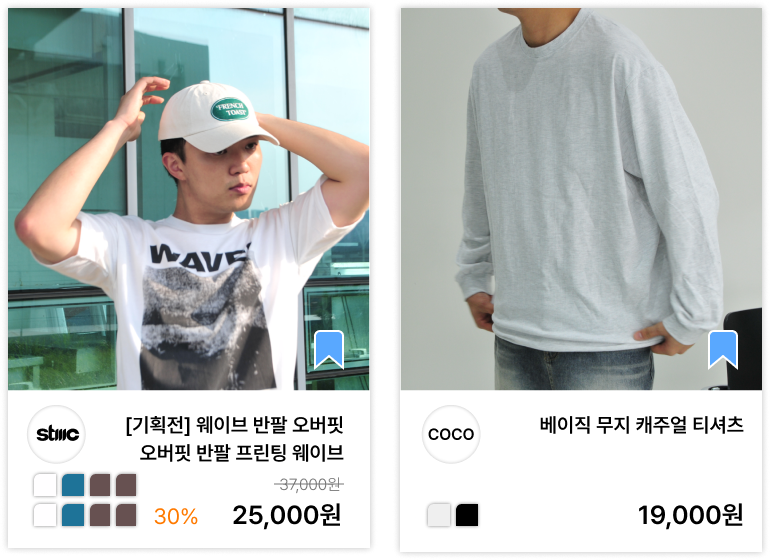 FRENCH
TOAST
WAVE
stmc
[기획전] 웨이브 반팔 오버핏
오버핏 반팔 프린팅 웨이브
37,000원
30% 25,000원
COCO
베이직 무지 캐주얼 티셔츠
19,000원